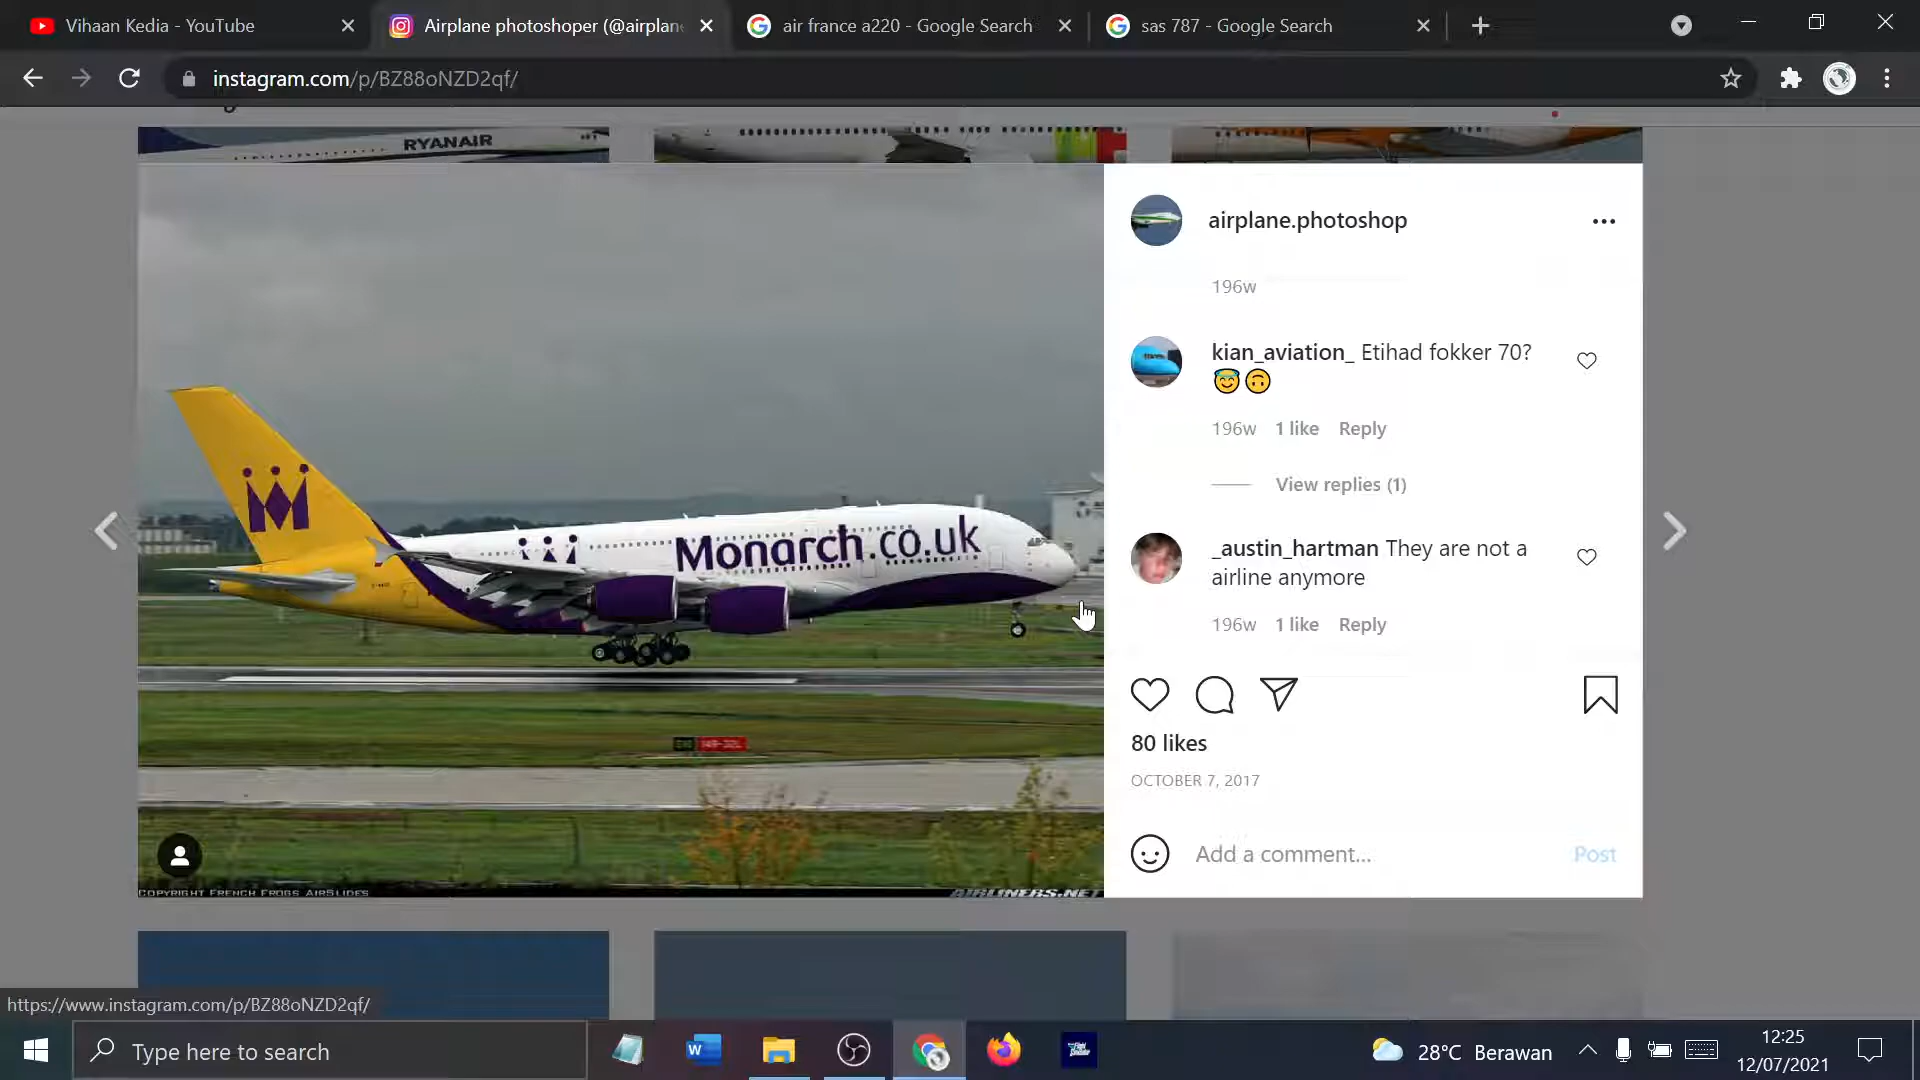 Vihaan Kedia - YouTube
Airplane photoshoper (@airplane
air france a220 - Google Search
sas 787 - Google Search
instagram.com/p/BZ88oNZD2qf/
RYANAIR
airplane.photoshop
196w
kian_aviation_ Etihad fokker 70?
😇🙃
196w 1 like Reply
View replies (1)
_austin_hartman They are not a
airline anymore
196w 1 like Reply
Monarch.co.uk
80 likes
OCTOBER 7, 2017
Add a comment... Post
COPYRIGHT FRENCH FROGS AIRSLIDES
AIRLINERS.NET
https://www.instagram.com/p/BZ88oNZD2qf/
Type here to search
28°C Berawan
12:25
12/07/2021